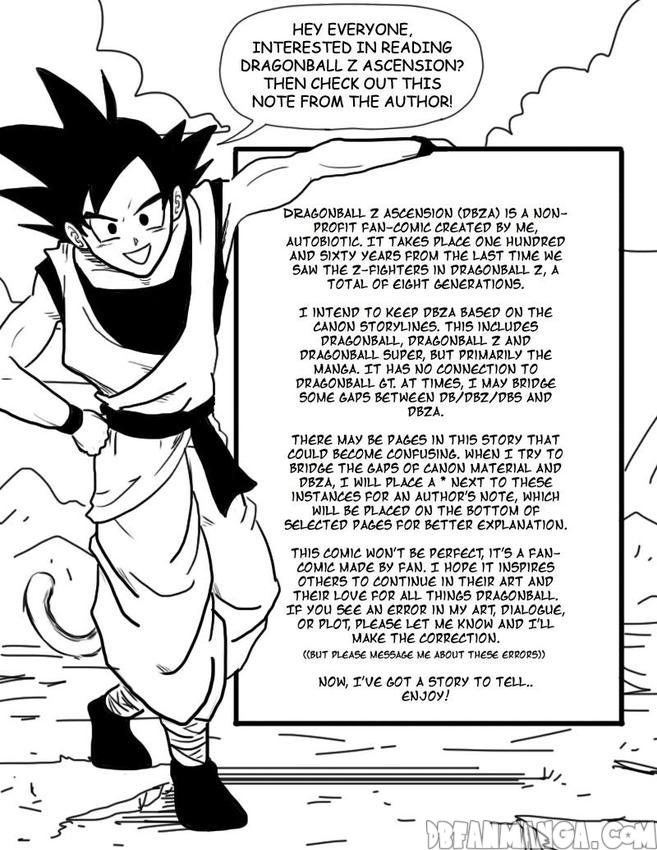 HEY EVERYONE,
INTERESTED IN READING
DRAGONBALL Z ASCENSION?
THEN CHECK OUT THIS
NOTE FROM THE AUTHOR!
DRAGONBALL Z ASCENSION (DBZA) IS A NON-
PROFIT FAN-COMIC CREATED BY ME,
AUTOBIOTIC. IT TAKES PLACE ONE HUNDRED
AND SIXTY YEARS FROM THE LAST TIME WE
SAW THE Z-FIGHTERS IN DRAGONBALL Z, A
TOTAL OF EIGHT GENERATIONS.
I INTEND TO KEEP DBZA BASED ON THE
CANON STORYLINES. THIS INCLUDES
DRAGONBALL, DRAGONBALL Z AND
DRAGONBALL SUPER, BUT PRIMARILY THE
MANGA. IT HAS NO CONNECTION TO
DRAGONBALL GT. AT TIMES, I MAY BRIDGE
SOME GAPS BETWEEN DB/DBZ/DBS AND
DBZA.
THERE MAY BE PAGES IN THIS STORY THAT
COULD BECOME CONFUSING. WHEN I TRY TO
BRIDGE THE GAPS OF CANON MATERIAL AND
DBZA, I WILL PLACE A * NEXT TO THESE
INSTANCES FOR AN AUTHOR'S NOTE, WHICH
WILL BE PLACED ON THE BOTTOM OF
SELECTED PAGES FOR BETTER EXPLANATION.
THIS COMIC WON'T BE PERFECT, IT'S A FAN-
COMIC MADE BY FAN. I HOPE IT INSPIRES
OTHERS TO CONTINUE IN THEIR ART AND
THEIR LOVE FOR ALL THINGS DRAGONBALL.
IF YOU SEE AN ERROR IN MY ART, DIALOGUE,
OR PLOT, PLEASE LET ME KNOW AND I'LL
MAKE THE CORRECTION.
((BUT PLEASE MESSAGE ME ABOUT THESE ERRORS))
NOW, I'VE GOT A STORY TO TELL..
ENJOY!
DBFANMANGA.COM